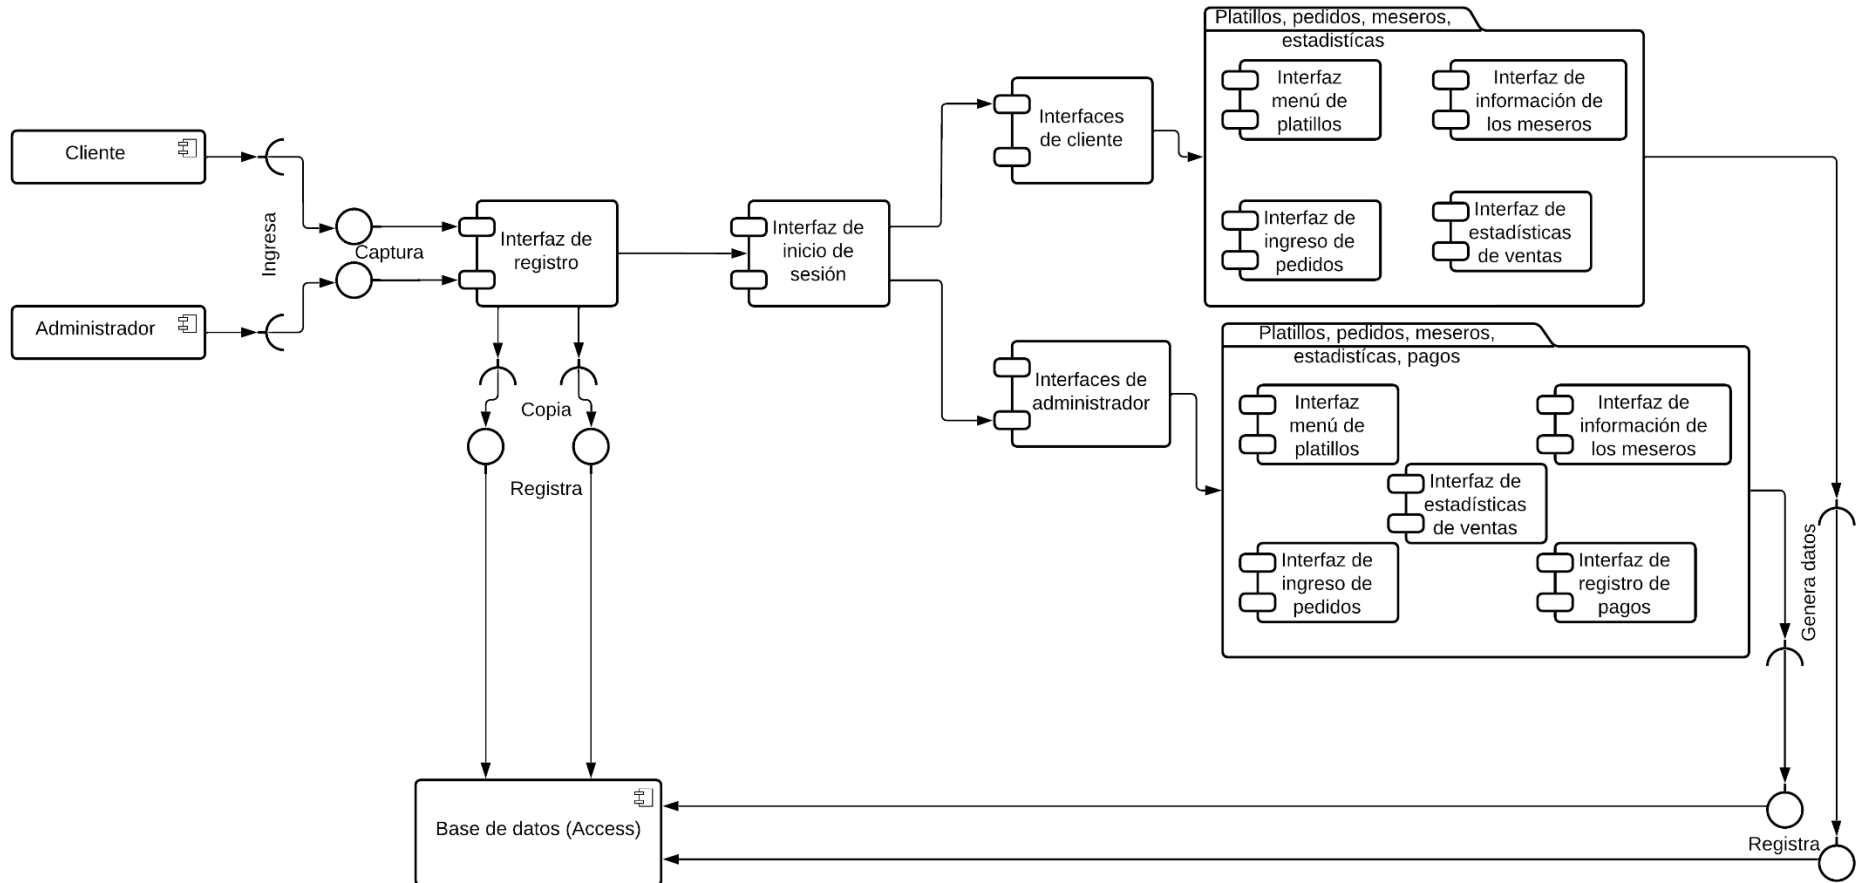 Platillos, pedidos, meseros,
estadistícas
Interfaz
menú de
platillos
Interfaz de
información de
los meseros
Interfaz de
ingreso de
pedidos
Interfaz de
estadísticas
de ventas
Interfaces
de cliente
Cliente
Ingresa
Captura
Interfaz de
registro
Interfaz de
inicio de
sesión
Administrador
Platillos, pedidos, meseros,
estadistícas, pagos
Interfaces de
administrador
Interfaz
menú de
platillos
Interfaz de
información de
los meseros
Interfaz de
estadísticas
de ventas
Interfaz de
ingreso de
pedidos
Interfaz de
registro de
pagos
Copia
Registra
Genera datos
Base de datos (Access)
Registra